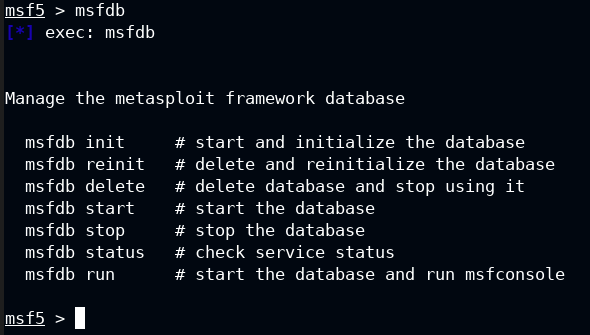 msf5 > msfdb
[*] exec: msfdb
Manage the metasploit framework database
msfdb init # start and initialize the database
msfdb reinit # delete and reinitialize the database
msfdb delete # delete database and stop using it
msfdb start # start the database
msfdb stop # stop the database
msfdb status # check service status
msfdb run # start the database and run msfconsole
msf5 >